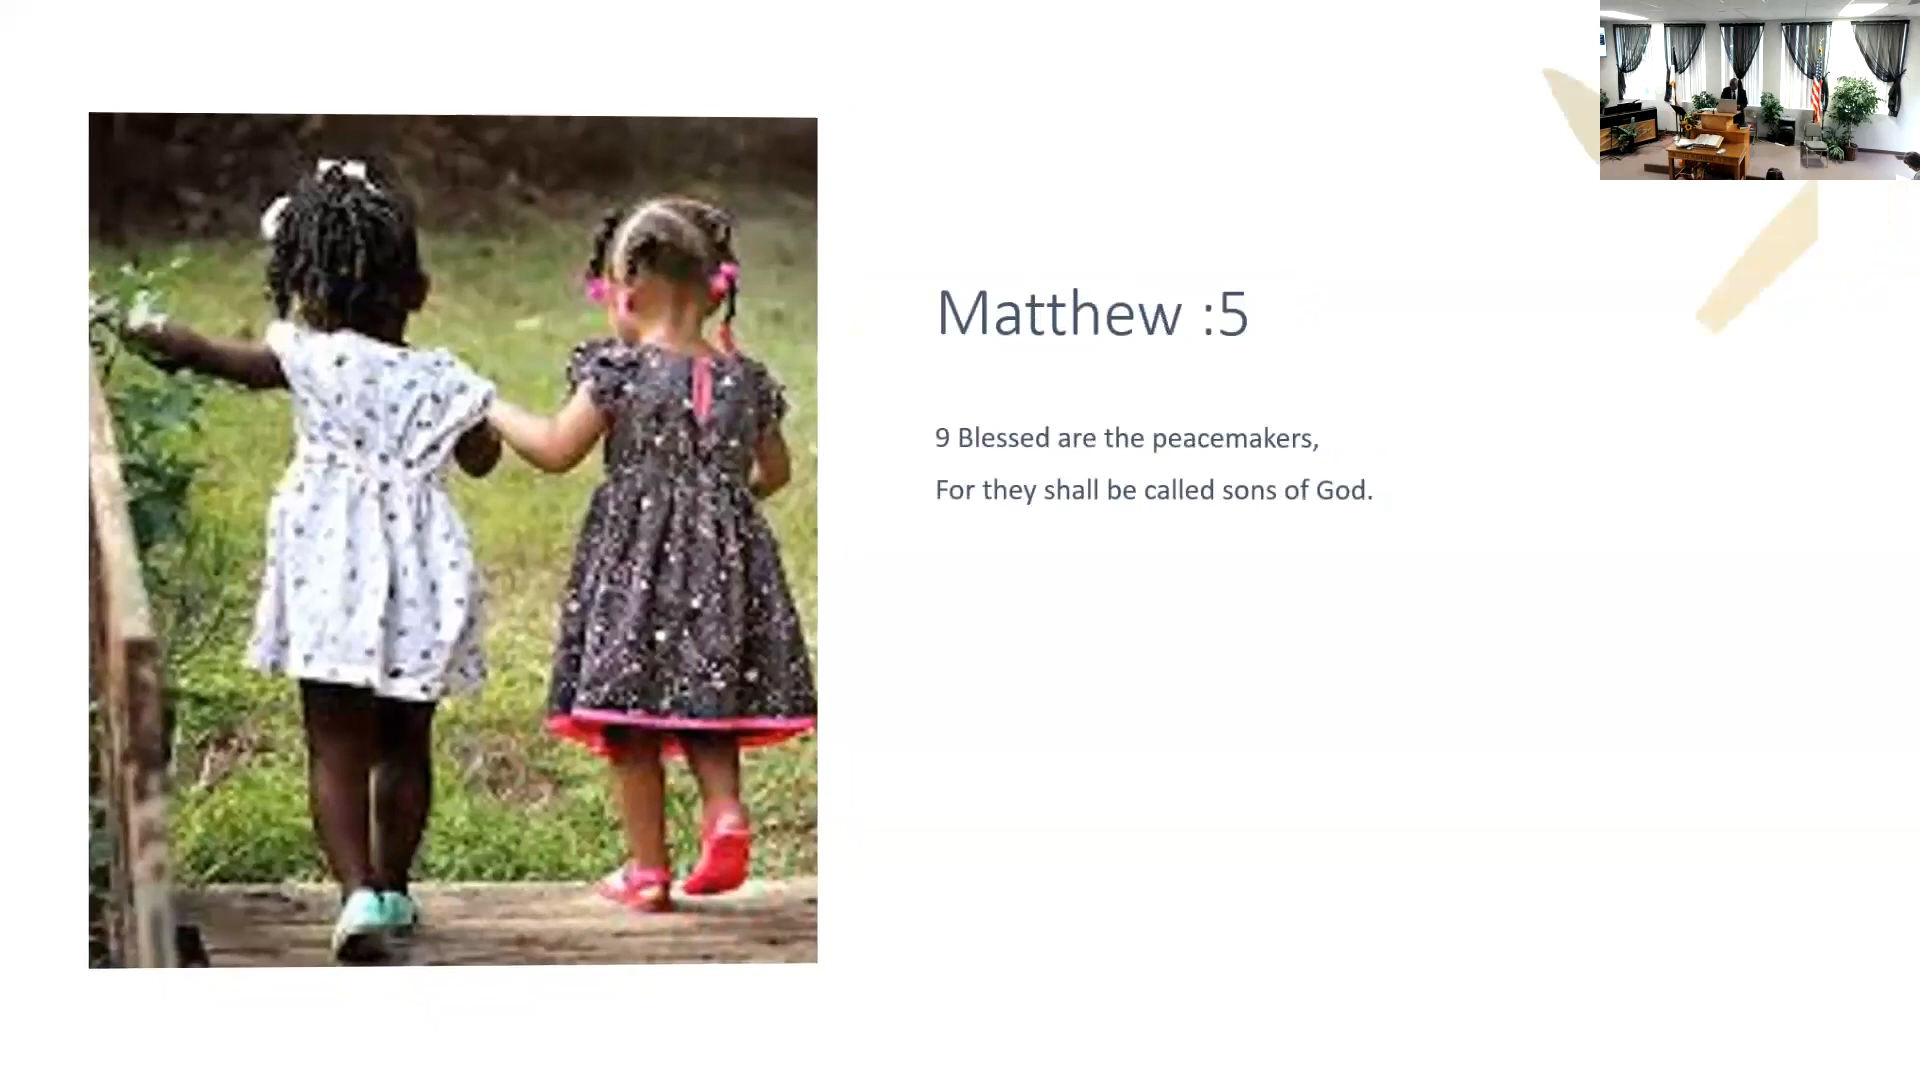 Matthew :5
9 Blessed are the peacemakers,
For they shall be called sons of God.